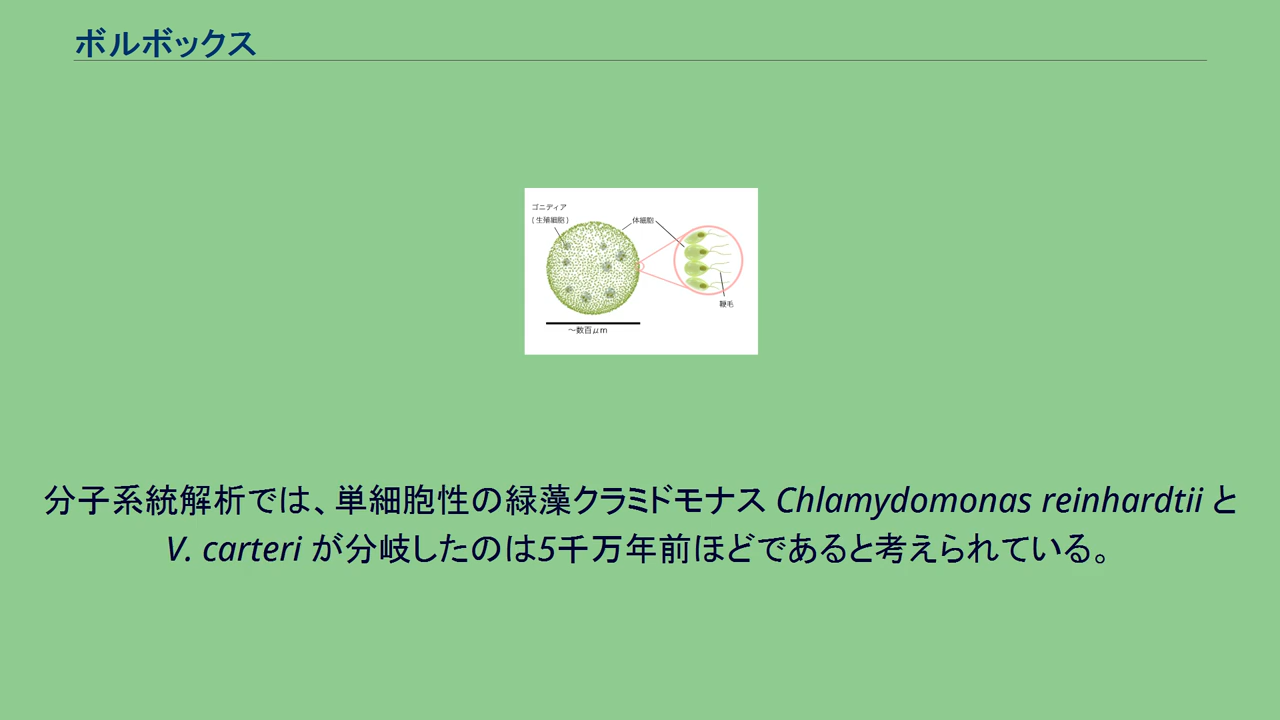 ボルボックス
ゴニディア
(生殖細胞)
体細胞
鞭毛
〜数百μm
分子系統解析では、単細胞性の緑藻クラミドモナス Chlamydomonas reinhardtii と
V. carteri が分岐したのは5千万年前ほどであると考えられている。